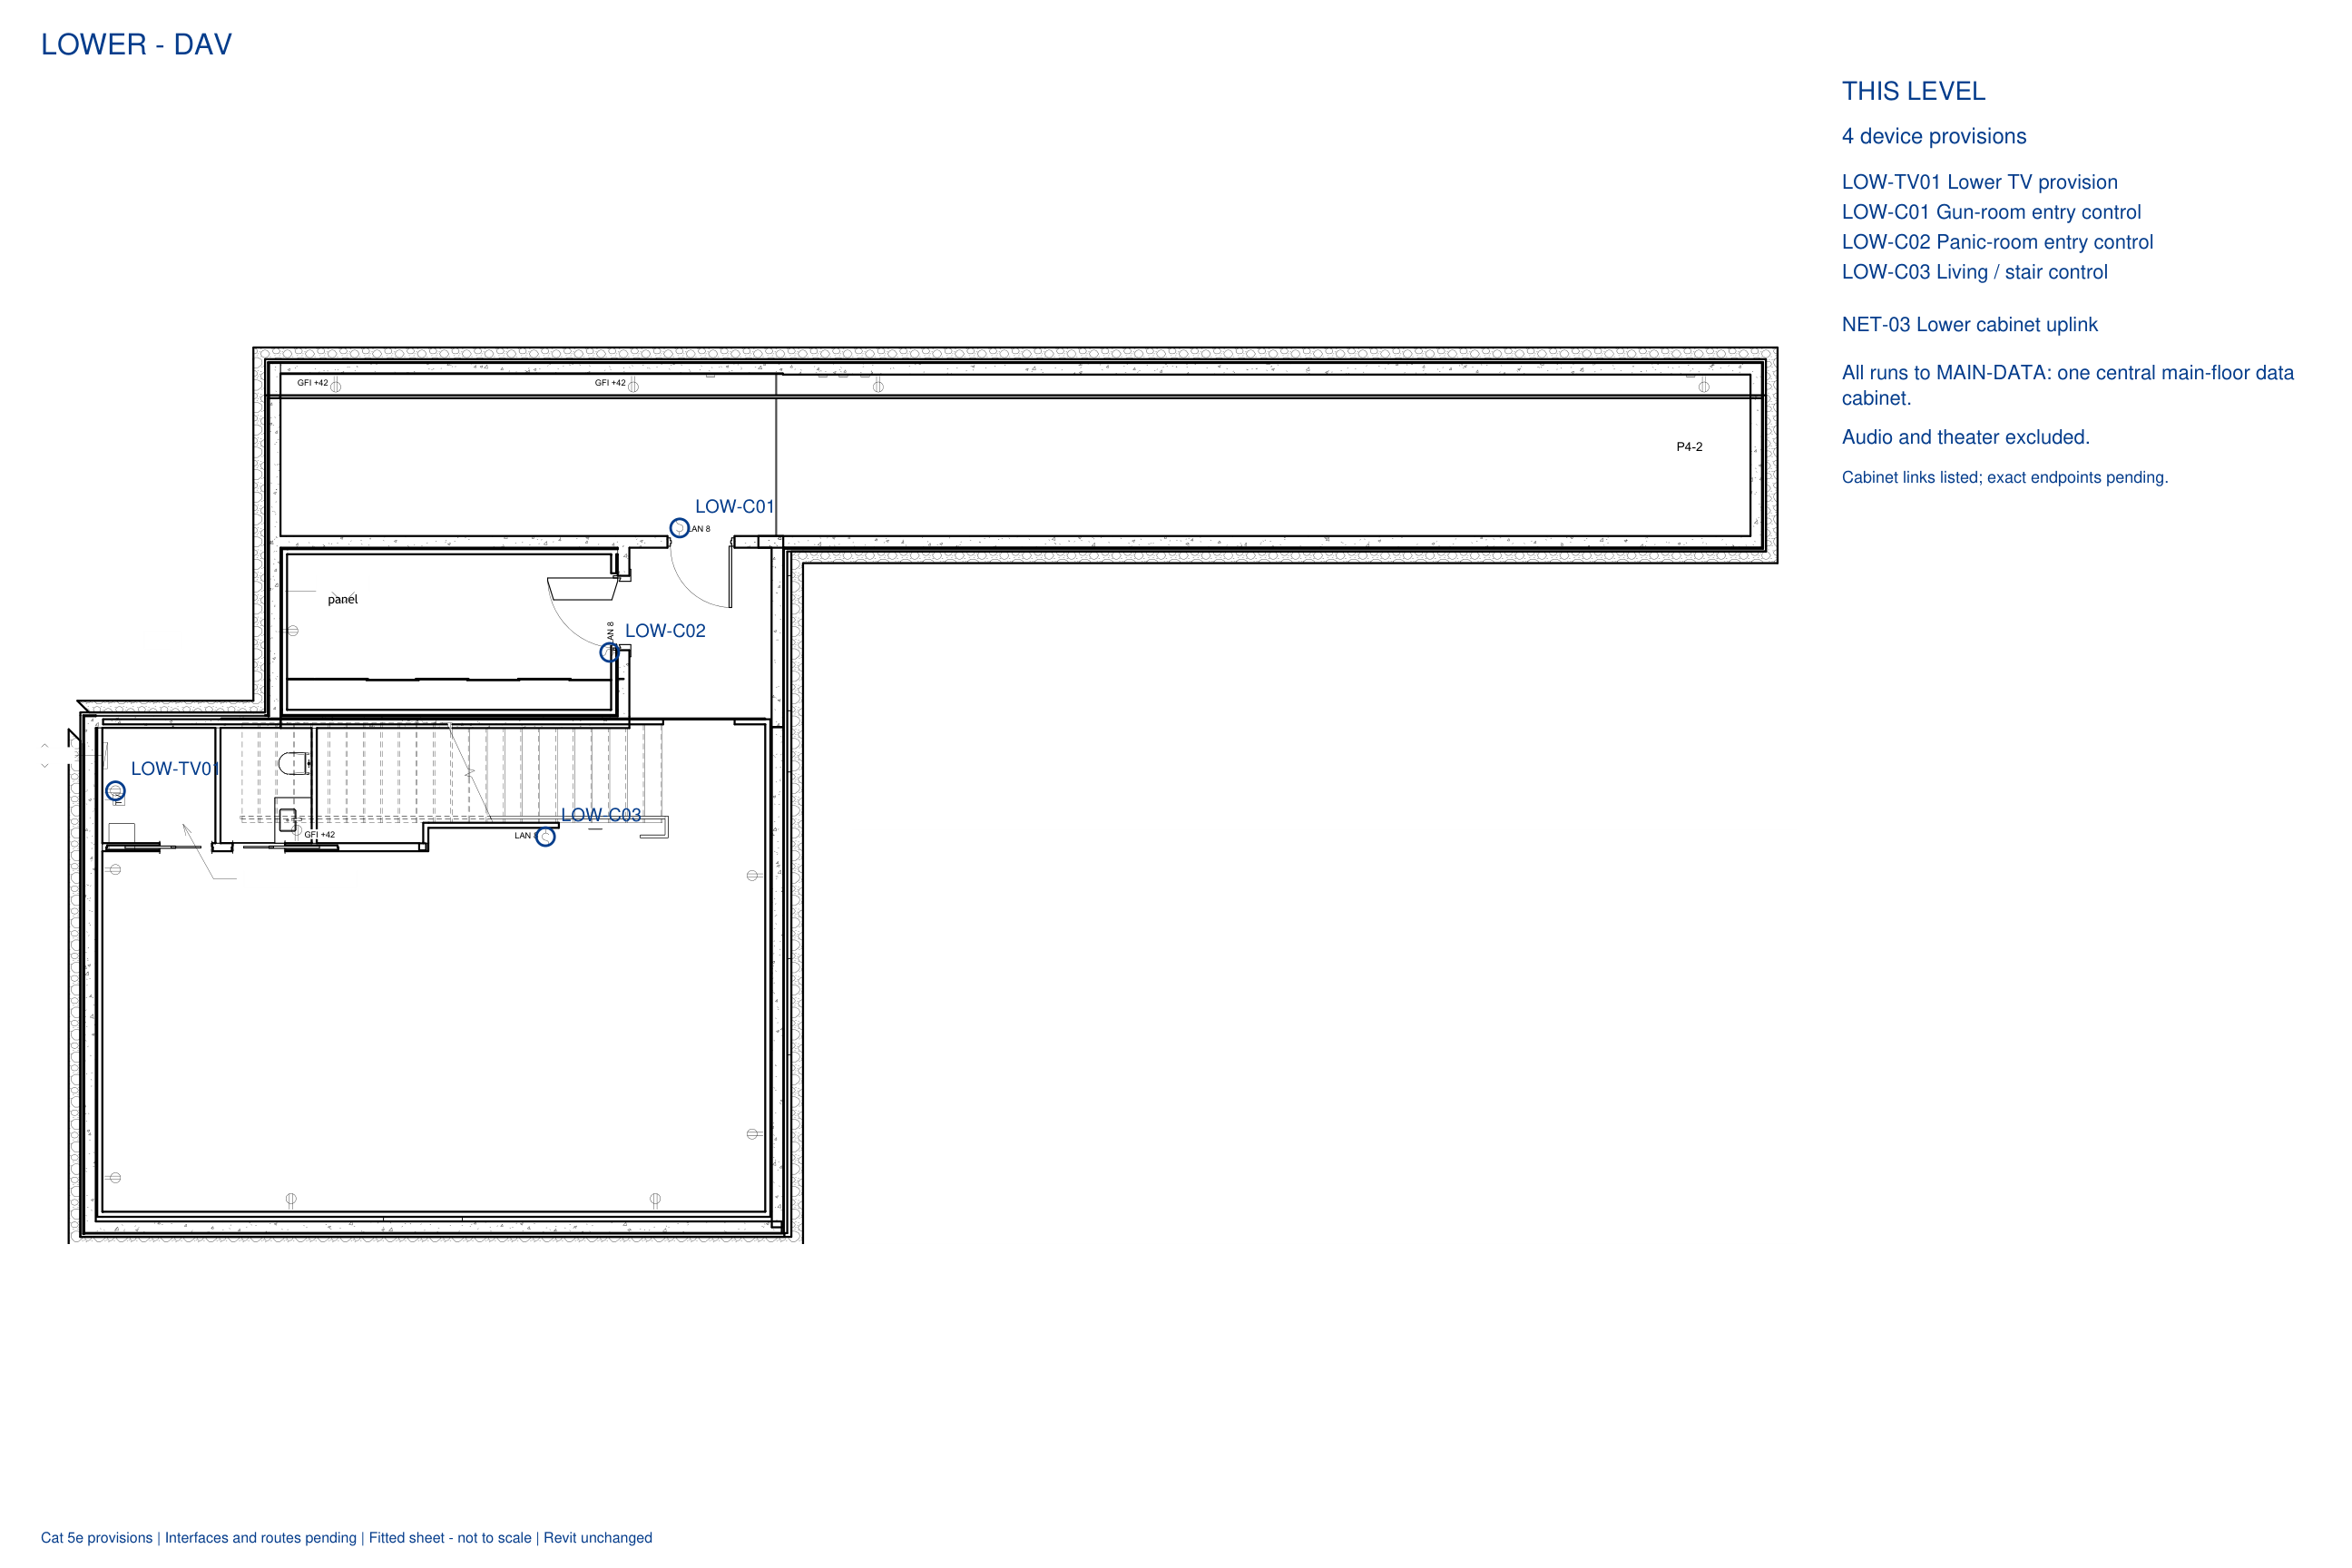 LOWER - DAV
THIS LEVEL
4 device provisions
LOW-TV01 Lower TV provision
LOW-C01 Gun-room entry control
LOW-C02 Panic-room entry control
LOW-C03 Living / stair control
NET-03 Lower cabinet uplink
All runs to MAIN-DATA: one central main-floor data
cabinet.
Audio and theater excluded.
Cabinet links listed; exact endpoints pending.
GFI +42
GFI +42
P4-2
LOW-C01
LAN 8
panel
LAN 8
LOW-C02
LOW-TV01
LOW-C03
GFI +42
LAN
Cat 5e provisions | Interfaces and routes pending | Fitted sheet - not to scale | Revit unchanged